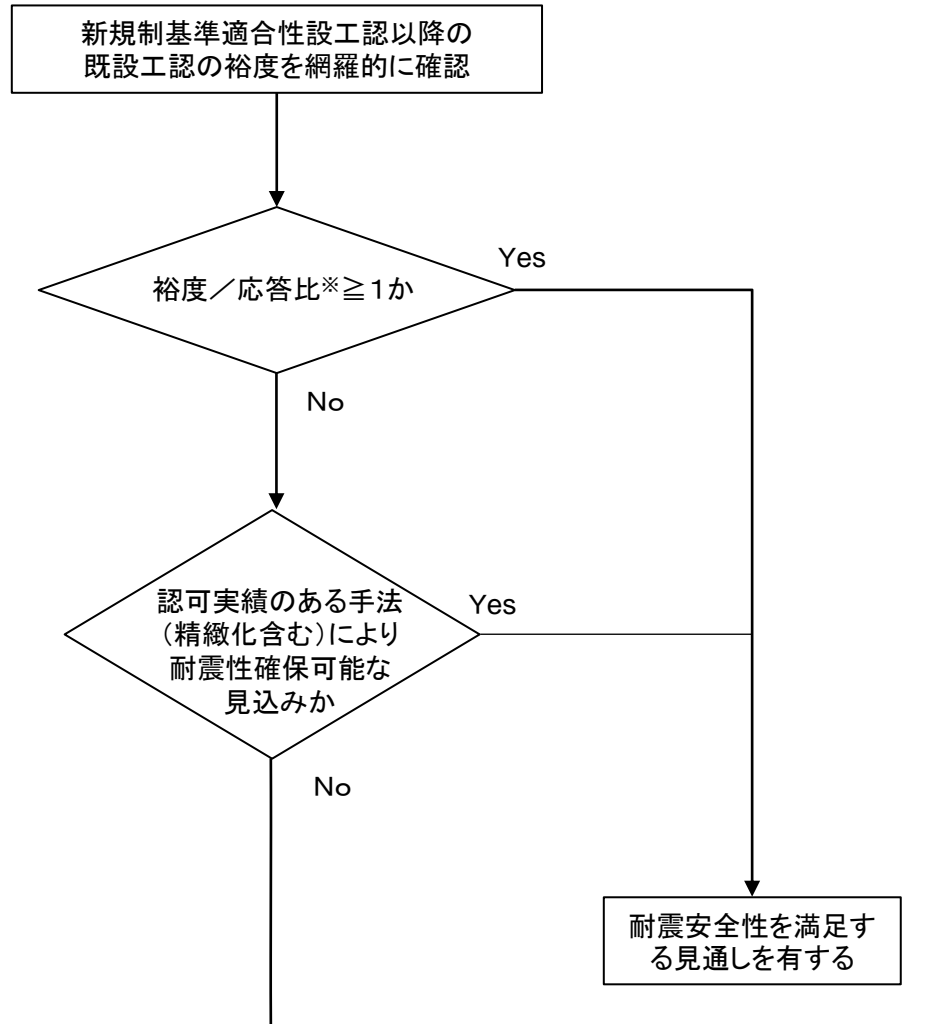 新規制基準適合性設工認以降の
既設工認の裕度を網羅的に確認
裕度／応答比※≧１か
Yes
No
認可実績のある手法
（精緻化含む）により
耐震性確保可能な
見込みか
Yes
No
耐震安全性を満足す
る見通しを有する